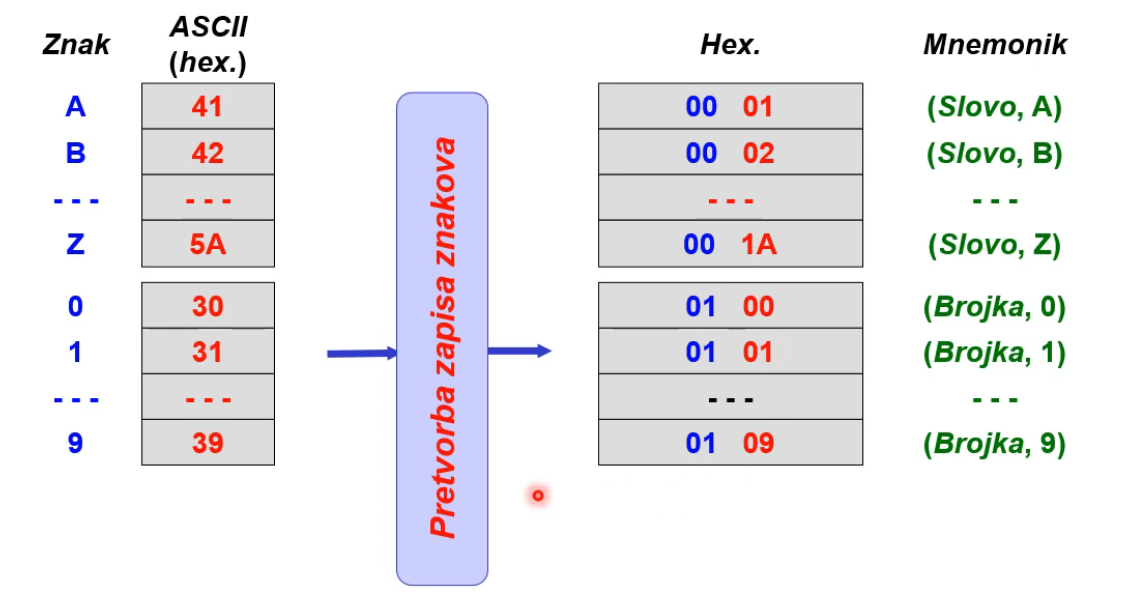 Znak ASCII (hex.) Hex. Mnemonik
A 41 00 01 (Slovo, A)
B 42 00 02 (Slovo, B)
- - - - - - - - - - - -
Z 5A 00 1A (Slovo, Z)
0 30 01 00 (Brojka, 0)
1 31 01 01 (Brojka, 1)
- - - - - - - - - - - -
9 39 01 09 (Brojka, 9)
Pretvorba zapisa znakova